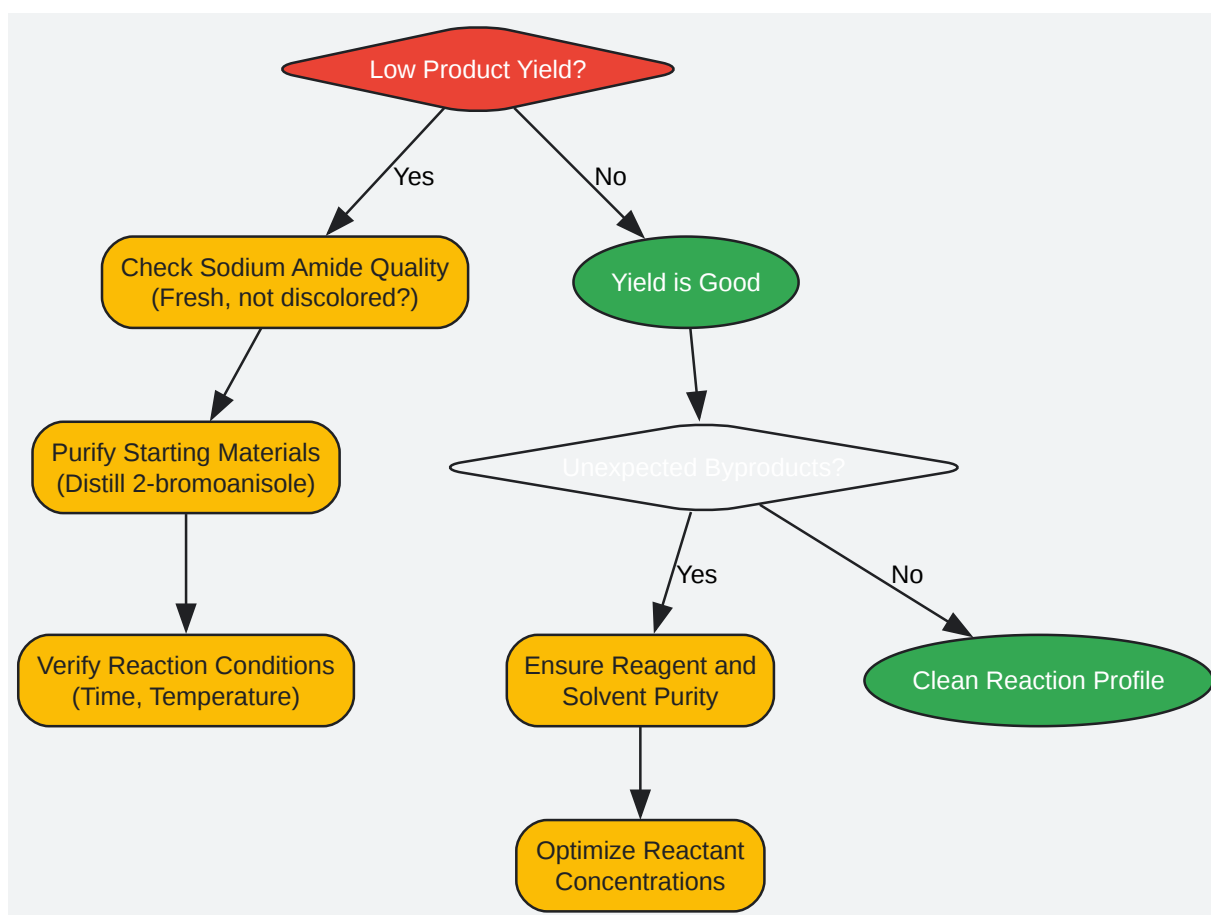 Low Product Yield?
Yes
No
Check Sodium Amide Quality
(Fresh, not discolored?)
Yield is Good
Purify Starting Materials
(Distill 2-bromoanisole)
Unexpected Byproducts?
Yes
No
Verify Reaction Conditions
(Time, Temperature)
Ensure Reagent and
Solvent Purity
Clean Reaction Profile
Optimize Reactant
Concentrations